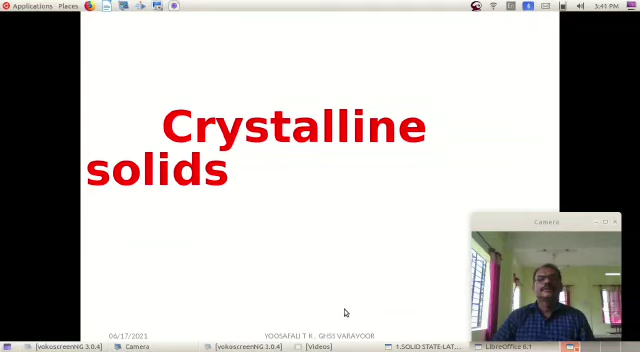 Applications Places
En
3:41 PM
Crystalline
solids
Camera
06/17/2021
YOOSAFALI T K , GHSS VARAVOOR
[vokoscreenNG 3.0.4]
Camera
[vokoscreenNG 3.0.4]
[Videos]
1.SOLID STATE-LAT...
LibreOffice 6.1